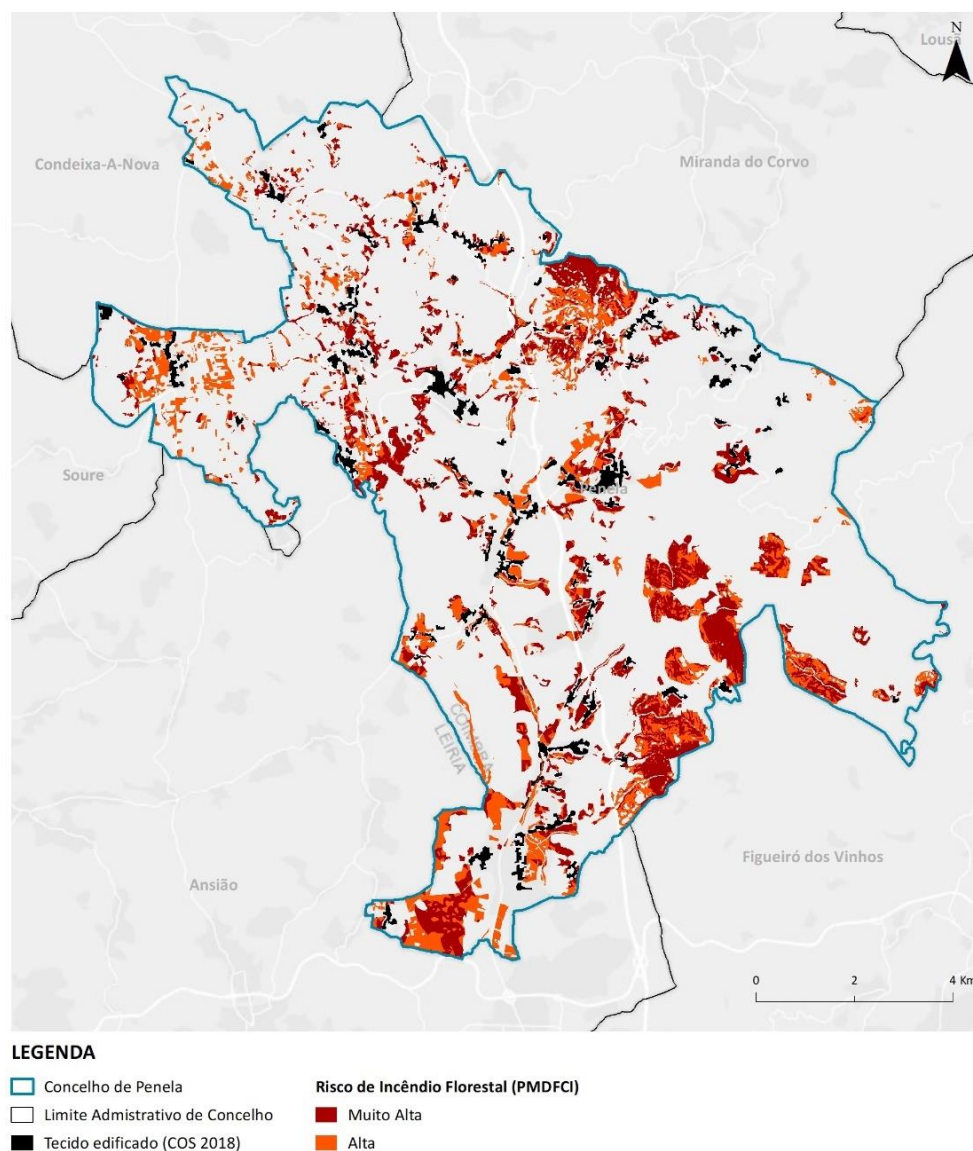 Lousã
N
Condeixa-A-Nova
Miranda do Corvo
Soure
Penela
COIMBRA
LEIRIA
Figueiró dos Vinhos
Ansião
0 2 4 Km
LEGENDA
Concelho de Penela
Limite Admistrativo de Concelho
Tecido edificado (COS 2018)
Risco de Incêndio Florestal (PMDFCI)
Muito Alta
Alta